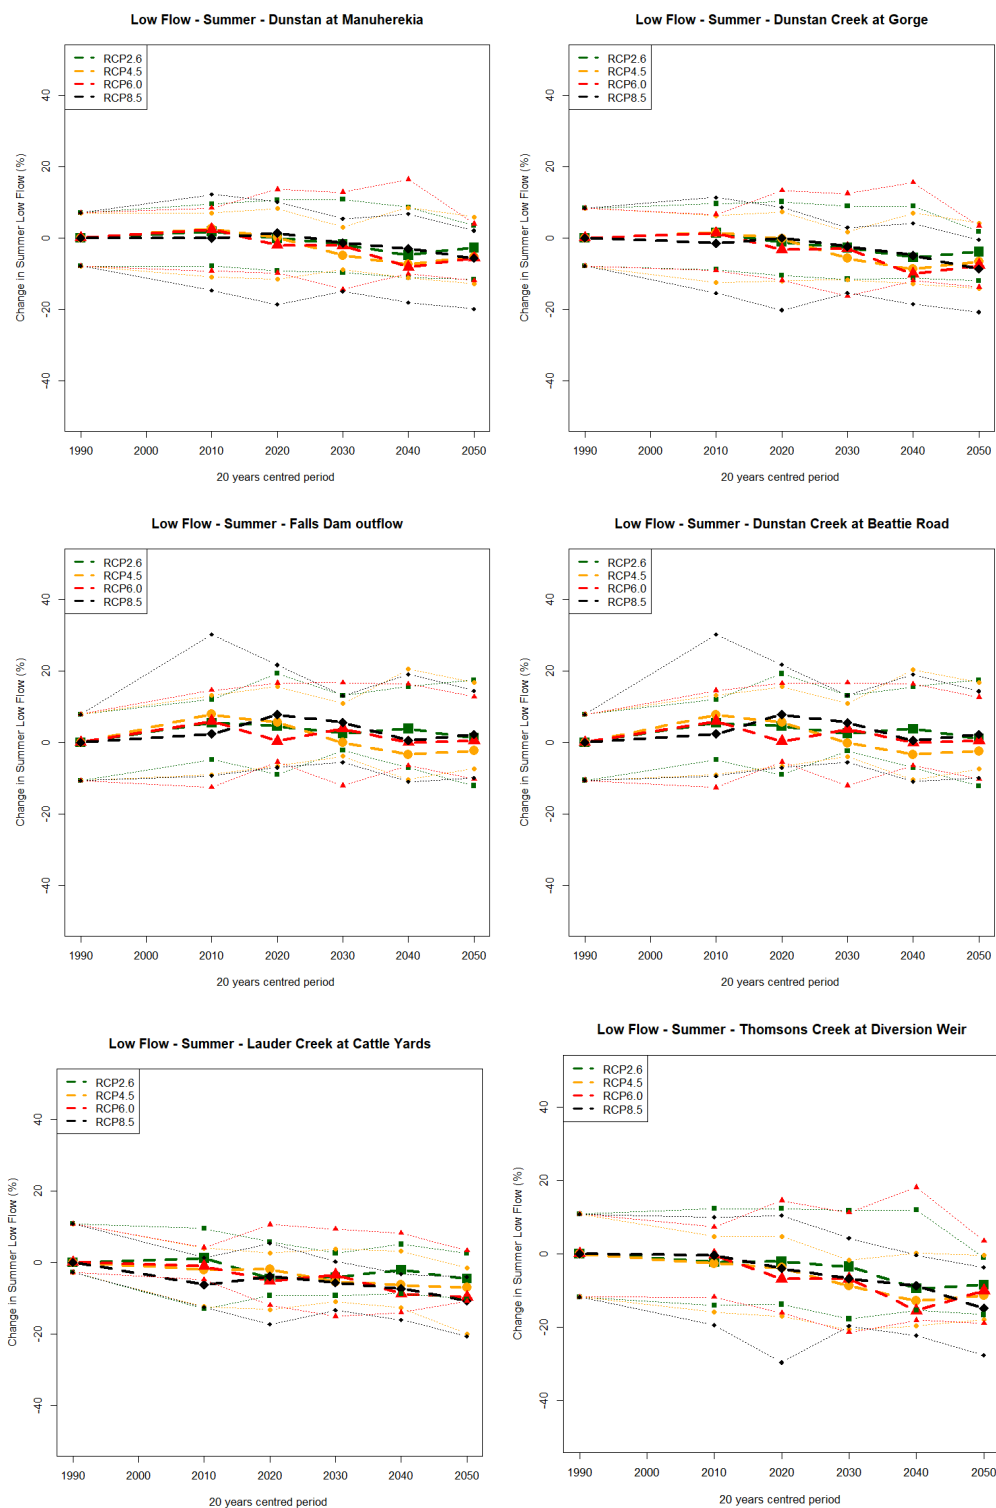 Low Flow - Summer - Dunstan at Manuherekia
RCP2.6
RCP4.5
RCP6.0
RCP8.5
Change in Summer Low Flow (%)
40
20
0
-20
-40
1990 2000 2010 2020 2030 2040 2050
20 years centred period
Low Flow - Summer - Dunstan Creek at Gorge
RCP2.6
RCP4.5
RCP6.0
RCP8.5
Change in Summer Low Flow (%)
40
20
0
-20
-40
1990 2000 2010 2020 2030 2040 2050
20 years centred period
Low Flow - Summer - Falls Dam outflow
RCP2.6
RCP4.5
RCP6.0
RCP8.5
Change in Summer Low Flow (%)
40
20
0
-20
-40
1990 2000 2010 2020 2030 2040 2050
20 years centred period
Low Flow - Summer - Dunstan Creek at Beattie Road
RCP2.6
RCP4.5
RCP6.0
RCP8.5
Change in Summer Low Flow (%)
40
20
0
-20
-40
1990 2000 2010 2020 2030 2040 2050
20 years centred period
Low Flow - Summer - Lauder Creek at Cattle Yards
RCP2.6
RCP4.5
RCP6.0
RCP8.5
Change in Summer Low Flow (%)
40
20
0
-20
-40
1990 2000 2010 2020 2030 2040 2050
20 years centred period
Low Flow - Summer - Thomsons Creek at Diversion Weir
RCP2.6
RCP4.5
RCP6.0
RCP8.5
Change in Summer Low Flow (%)
40
20
0
-20
-40
1990 2000 2010 2020 2030 2040 2050
20 years centred period